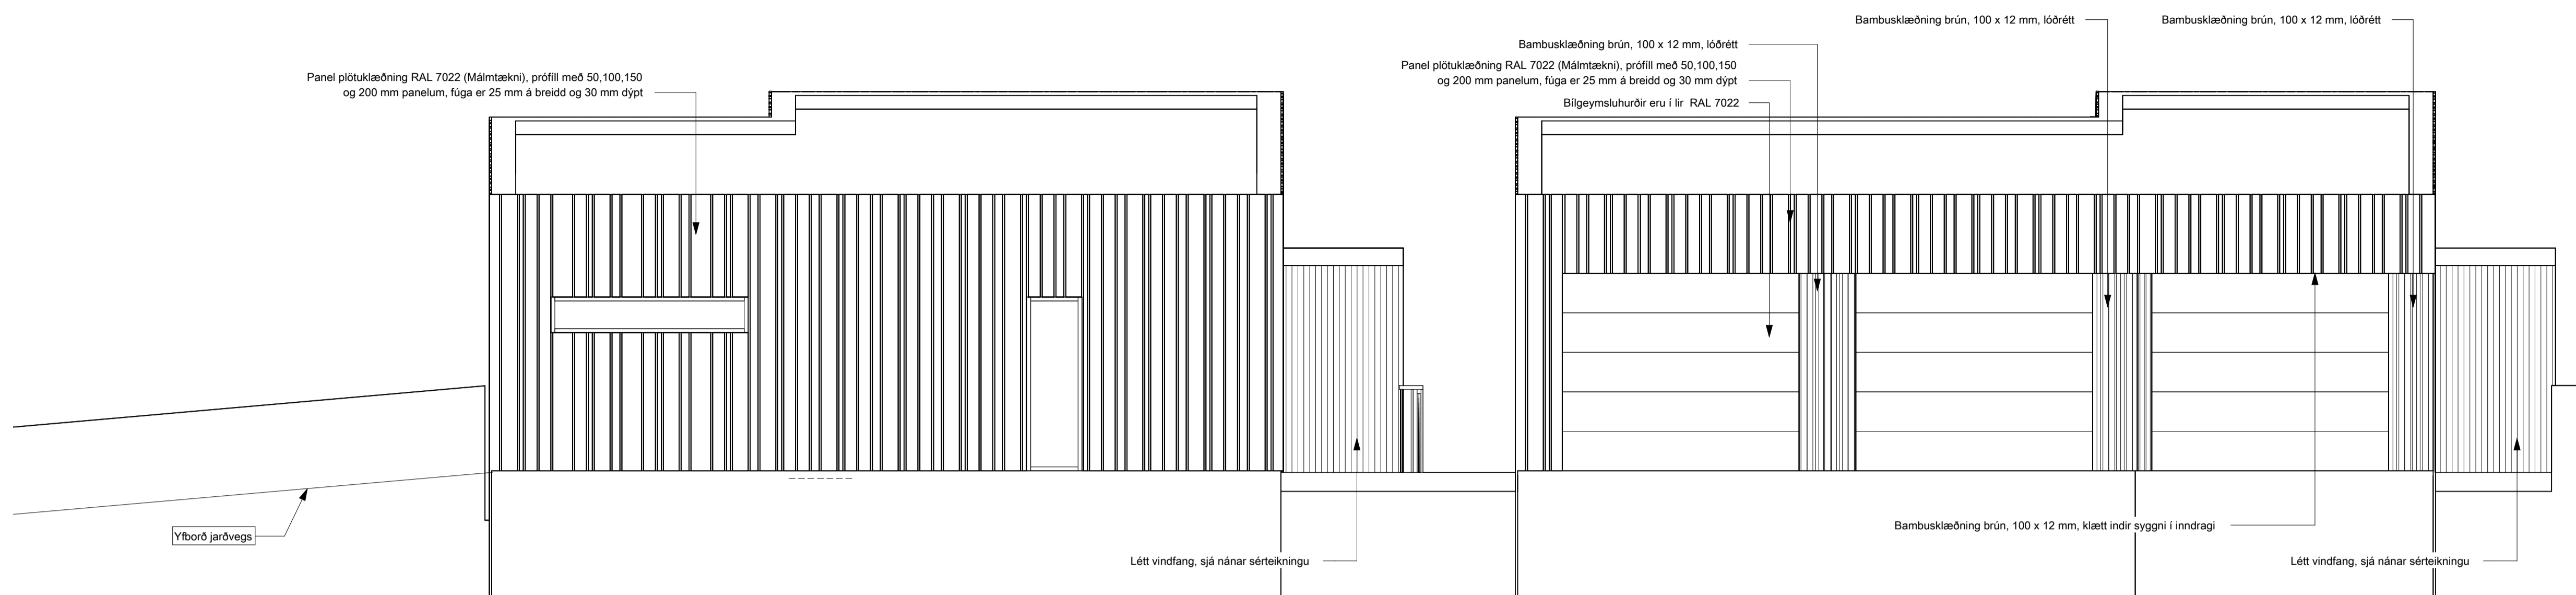 Bambusklæðning brún, 100 x 12 mm, lóðrétt
Bambusklæðning brún, 100 x 12 mm, lóðrétt
Bambusklæðning brún, 100 x 12 mm, lóðrétt
Panel plötuklæðning RAL 7022 (Málmtækni), prófíll með 50,100,150
og 200 mm panelum, fúga er 25 mm á breidd og 30 mm dýpt
Panel plötuklæðning RAL 7022 (Málmtækni), prófíll með 50,100,150
og 200 mm panelum, fúga er 25 mm á breidd og 30 mm dýpt
Bílgeymsluhurðir eru í lir RAL 7022
Yfborð jarðvegs
Bambusklæðning brún, 100 x 12 mm, klætt indir syggni í inndragi
Létt vindfang, sjá nánar sérteikningu
Létt vindfang, sjá nánar sérteikningu